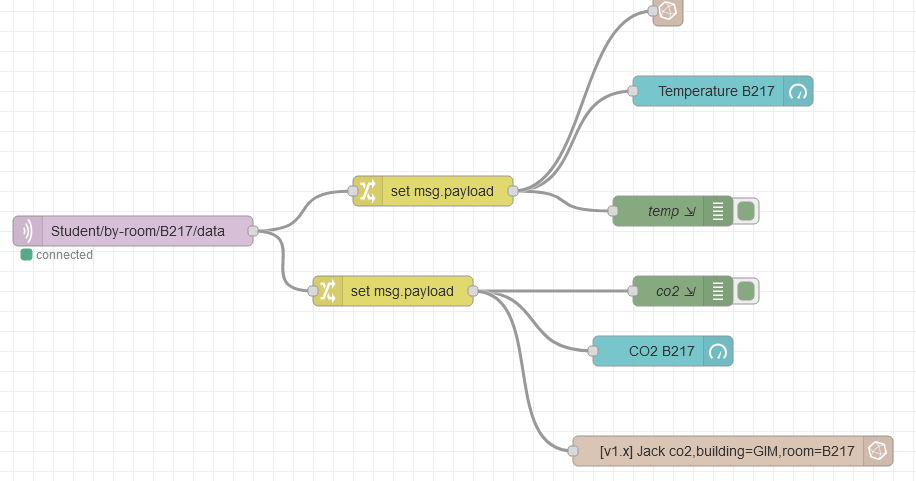 Temperature B217
set msg.payload
temp ⇲
Student/by-room/B217/data
connected
set msg.payload
co2 ⇲
CO2 B217
[v1.x] Jack co2,building=GIM,room=B217